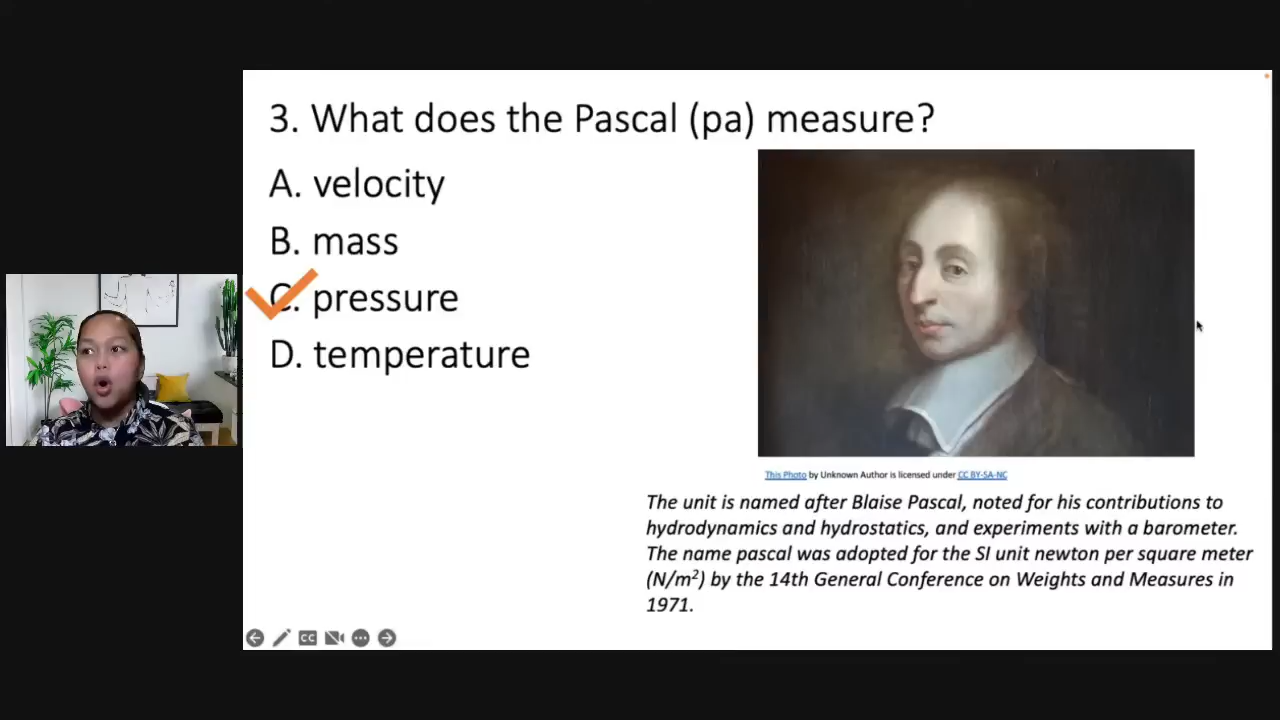 3. What does the Pascal (pa) measure?
A. velocity
B. mass
C. pressure
D. temperature
This Photo by Unknown Author is licensed under CC BY-SA-NC
The unit is named after Blaise Pascal, noted for his contributions to
hydrodynamics and hydrostatics, and experiments with a barometer.
The name pascal was adopted for the SI unit newton per square meter
(N/m²) by the 14th General Conference on Weights and Measures in
1971.
CC